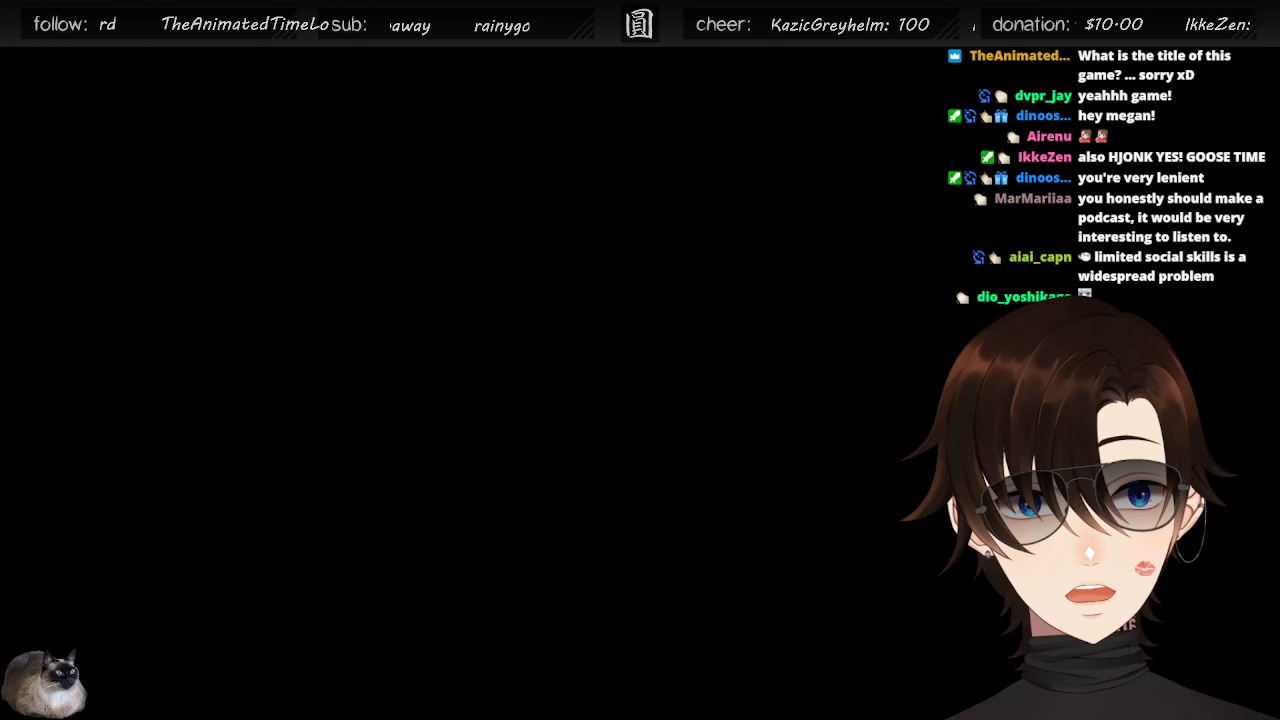 follow: rd TheAnimatedTimeLo sub: away rainygo 圓 cheer: KazicGreyhelm: 100 donation: $10.00 IkkeZen:
TheAnimated... What is the title of this
game? ... sorry xD
dvpr_jay yeahhh game!
dinoos... hey megan!
Airenu
IkkeZen also HJONK YES! GOOSE TIME
dinoos... you're very lenient
MarMariiaa you honestly should make a
podcast, it would be very
interesting to listen to.
aiai_capn limited social skills is a
widespread problem